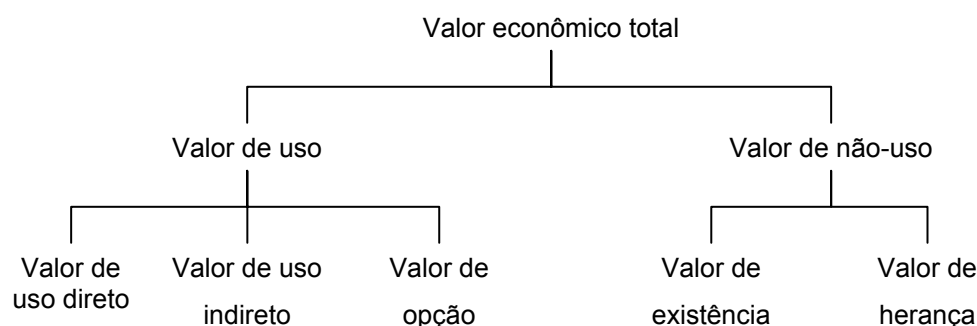 Valor econômico total
Valor de uso
Valor de não-uso
Valor de
uso direto
Valor de uso
indireto
Valor de
opção
Valor de
existência
Valor de
herança